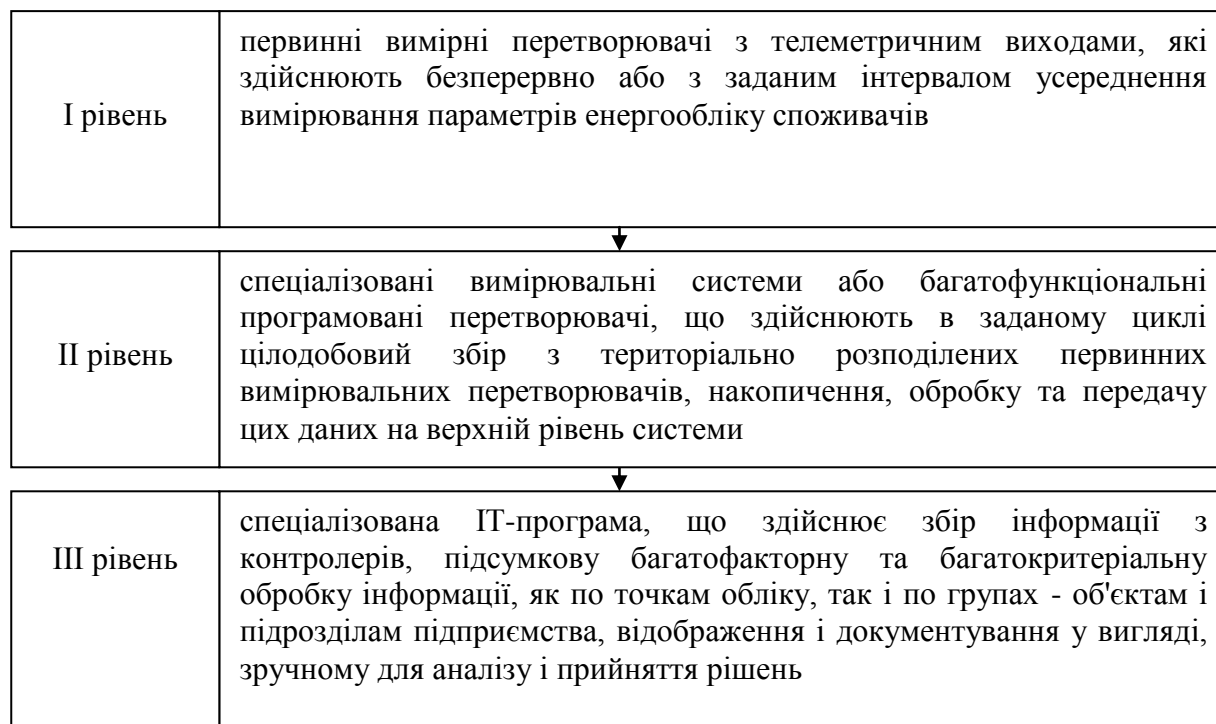 I рівень
первинні вимірні перетворювачі з телеметричним виходами, які
здійснюють безперервно або з заданим інтервалом усереднення
вимірювання параметрів енергообліку споживачів
II рівень
спеціалізовані вимірювальні системи або багатофункціональні
програмовані перетворювачі, що здійснюють в заданому циклі
цілодобовий збір з територіально розподілених первинних
вимірювальних перетворювачів, накопичення, обробку та передачу
цих даних на верхній рівень системи
III рівень
спеціалізована ІТ-програма, що здійснює збір інформації з
контролерів, підсумкову багатофакторну та багатокритеріальну
обробку інформації, як по точкам обліку, так і по групах - об'єктам і
підрозділам підприємства, відображення і документування у вигляді,
зручному для аналізу і прийняття рішень